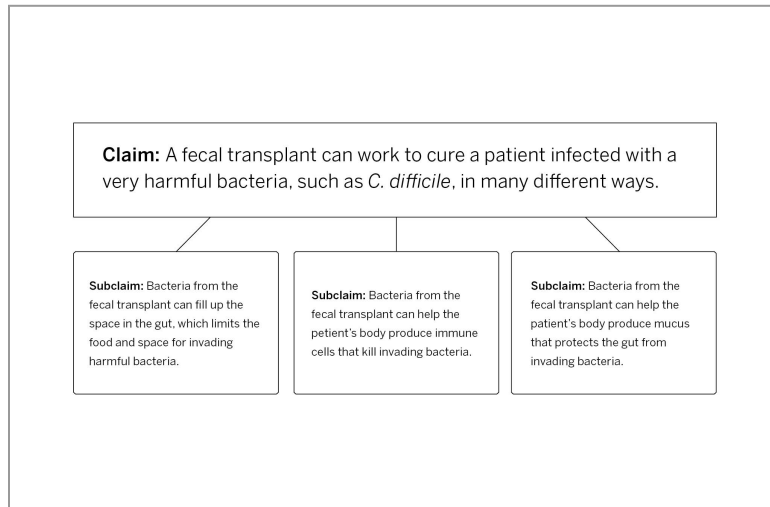 Claim: A fecal transplant can work to cure a patient infected with a
very harmful bacteria, such as C. difficile, in many different ways.
Subclaim: Bacteria from the
fecal transplant can fill up the
space in the gut, which limits the
food and space for invading
harmful bacteria.
Subclaim: Bacteria from the
fecal transplant can help the
patient’s body produce immune
cells that kill invading bacteria.
Subclaim: Bacteria from the
fecal transplant can help the
patient’s body produce mucus
that protects the gut from
invading bacteria.